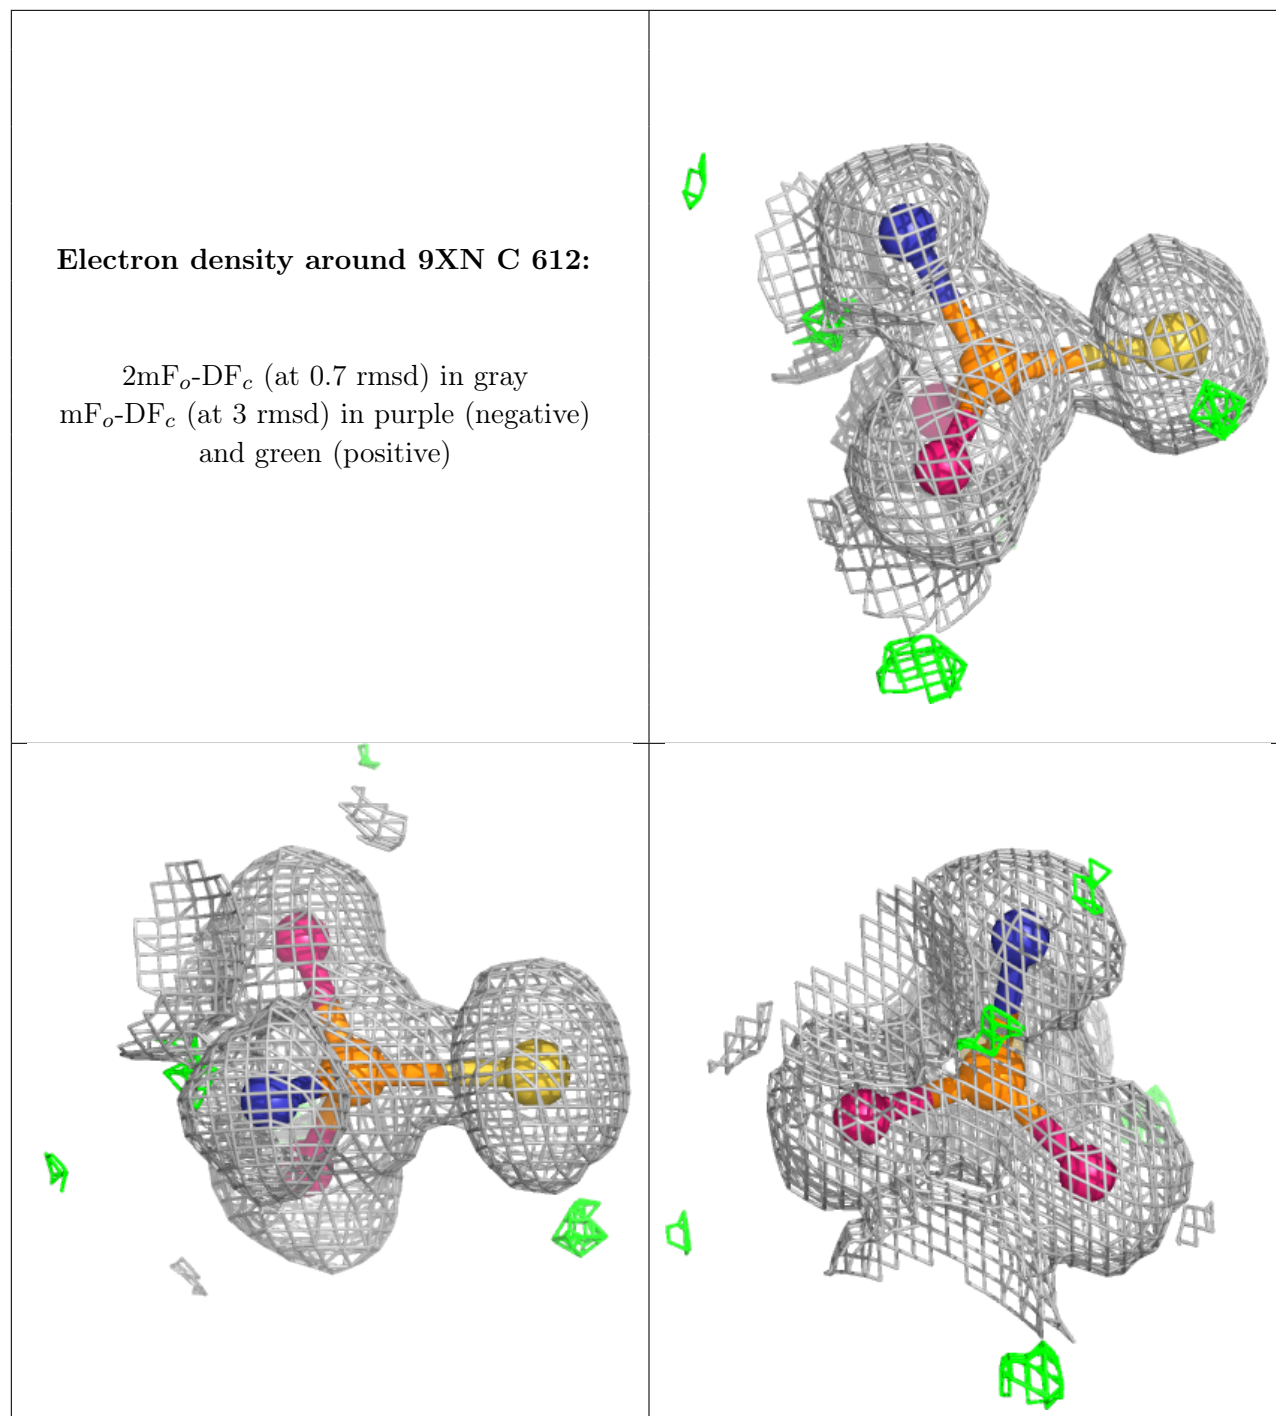 Electron density around 9XN C 612:
2mFo-DFc (at 0.7 rmsd) in gray
mFo-DFc (at 3 rmsd) in purple (negative)
and green (positive)